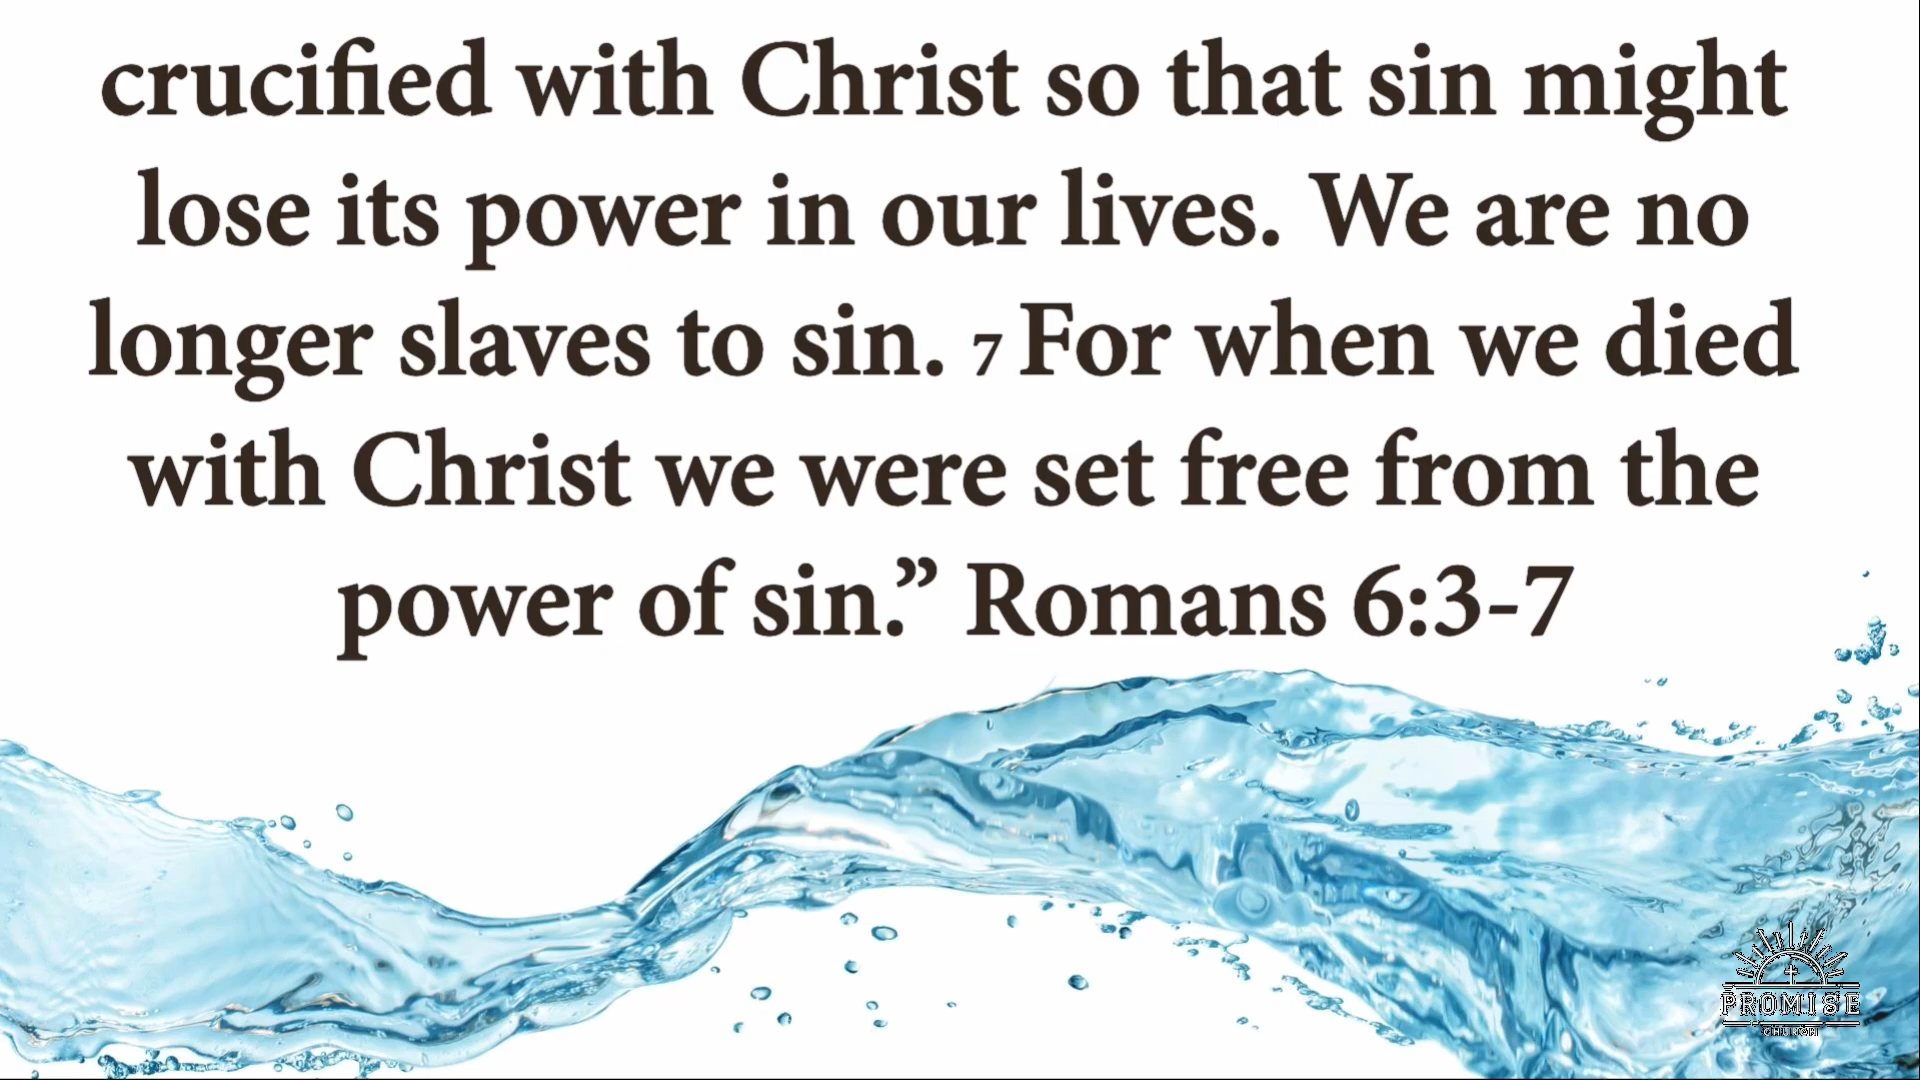 crucified with Christ so that sin might
lose its power in our lives. We are no
longer slaves to sin. 7 For when we died
with Christ we were set free from the
power of sin.” Romans 6:3-7
PROMISE
CHURCH